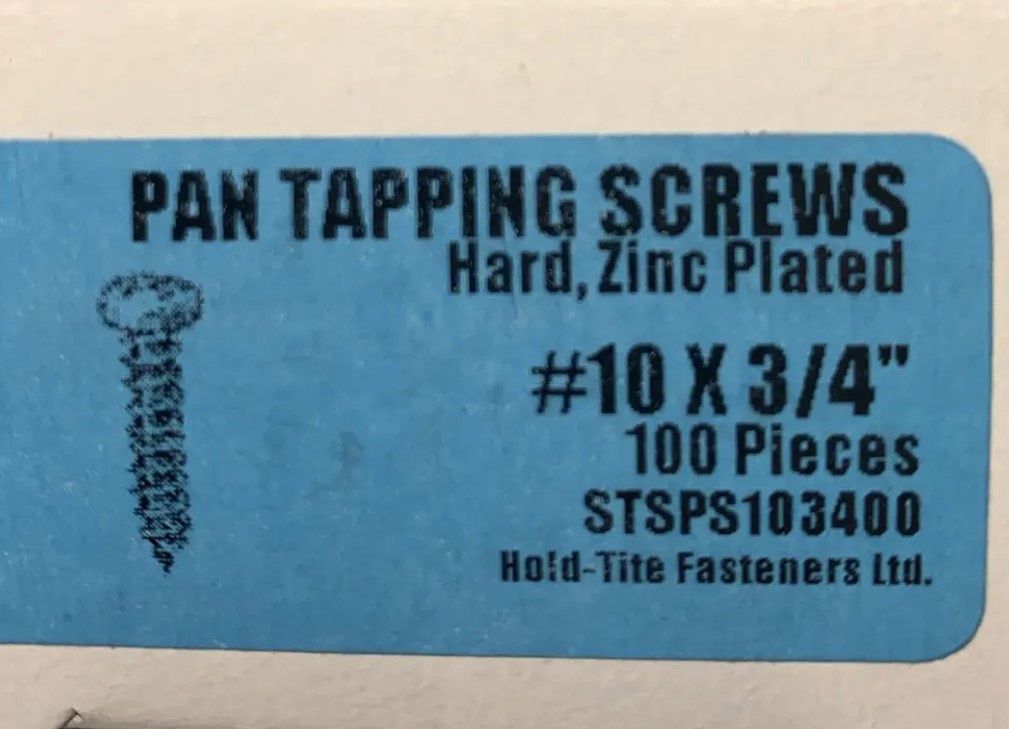 PAN TAPPING SCREWS
Hard, Zinc Plated
#10 X 3/4"
100 Pieces
STSPS103400
Hold-Tite Fasteners Ltd.